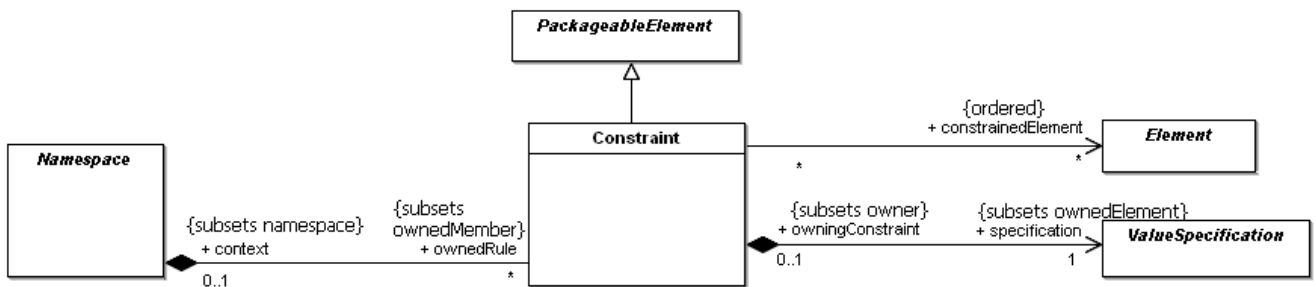 PackageableElement
{ordered}
+ constrainedElement
Constraint
Element
*
*
Namespace
{subsets namespace}
+ context
0..1
{subsets
ownedMember}
+ ownedRule
*
{subsets owner}
+ owningConstraint
0..1
{subsets ownedElement}
+ specification
1
ValueSpecification